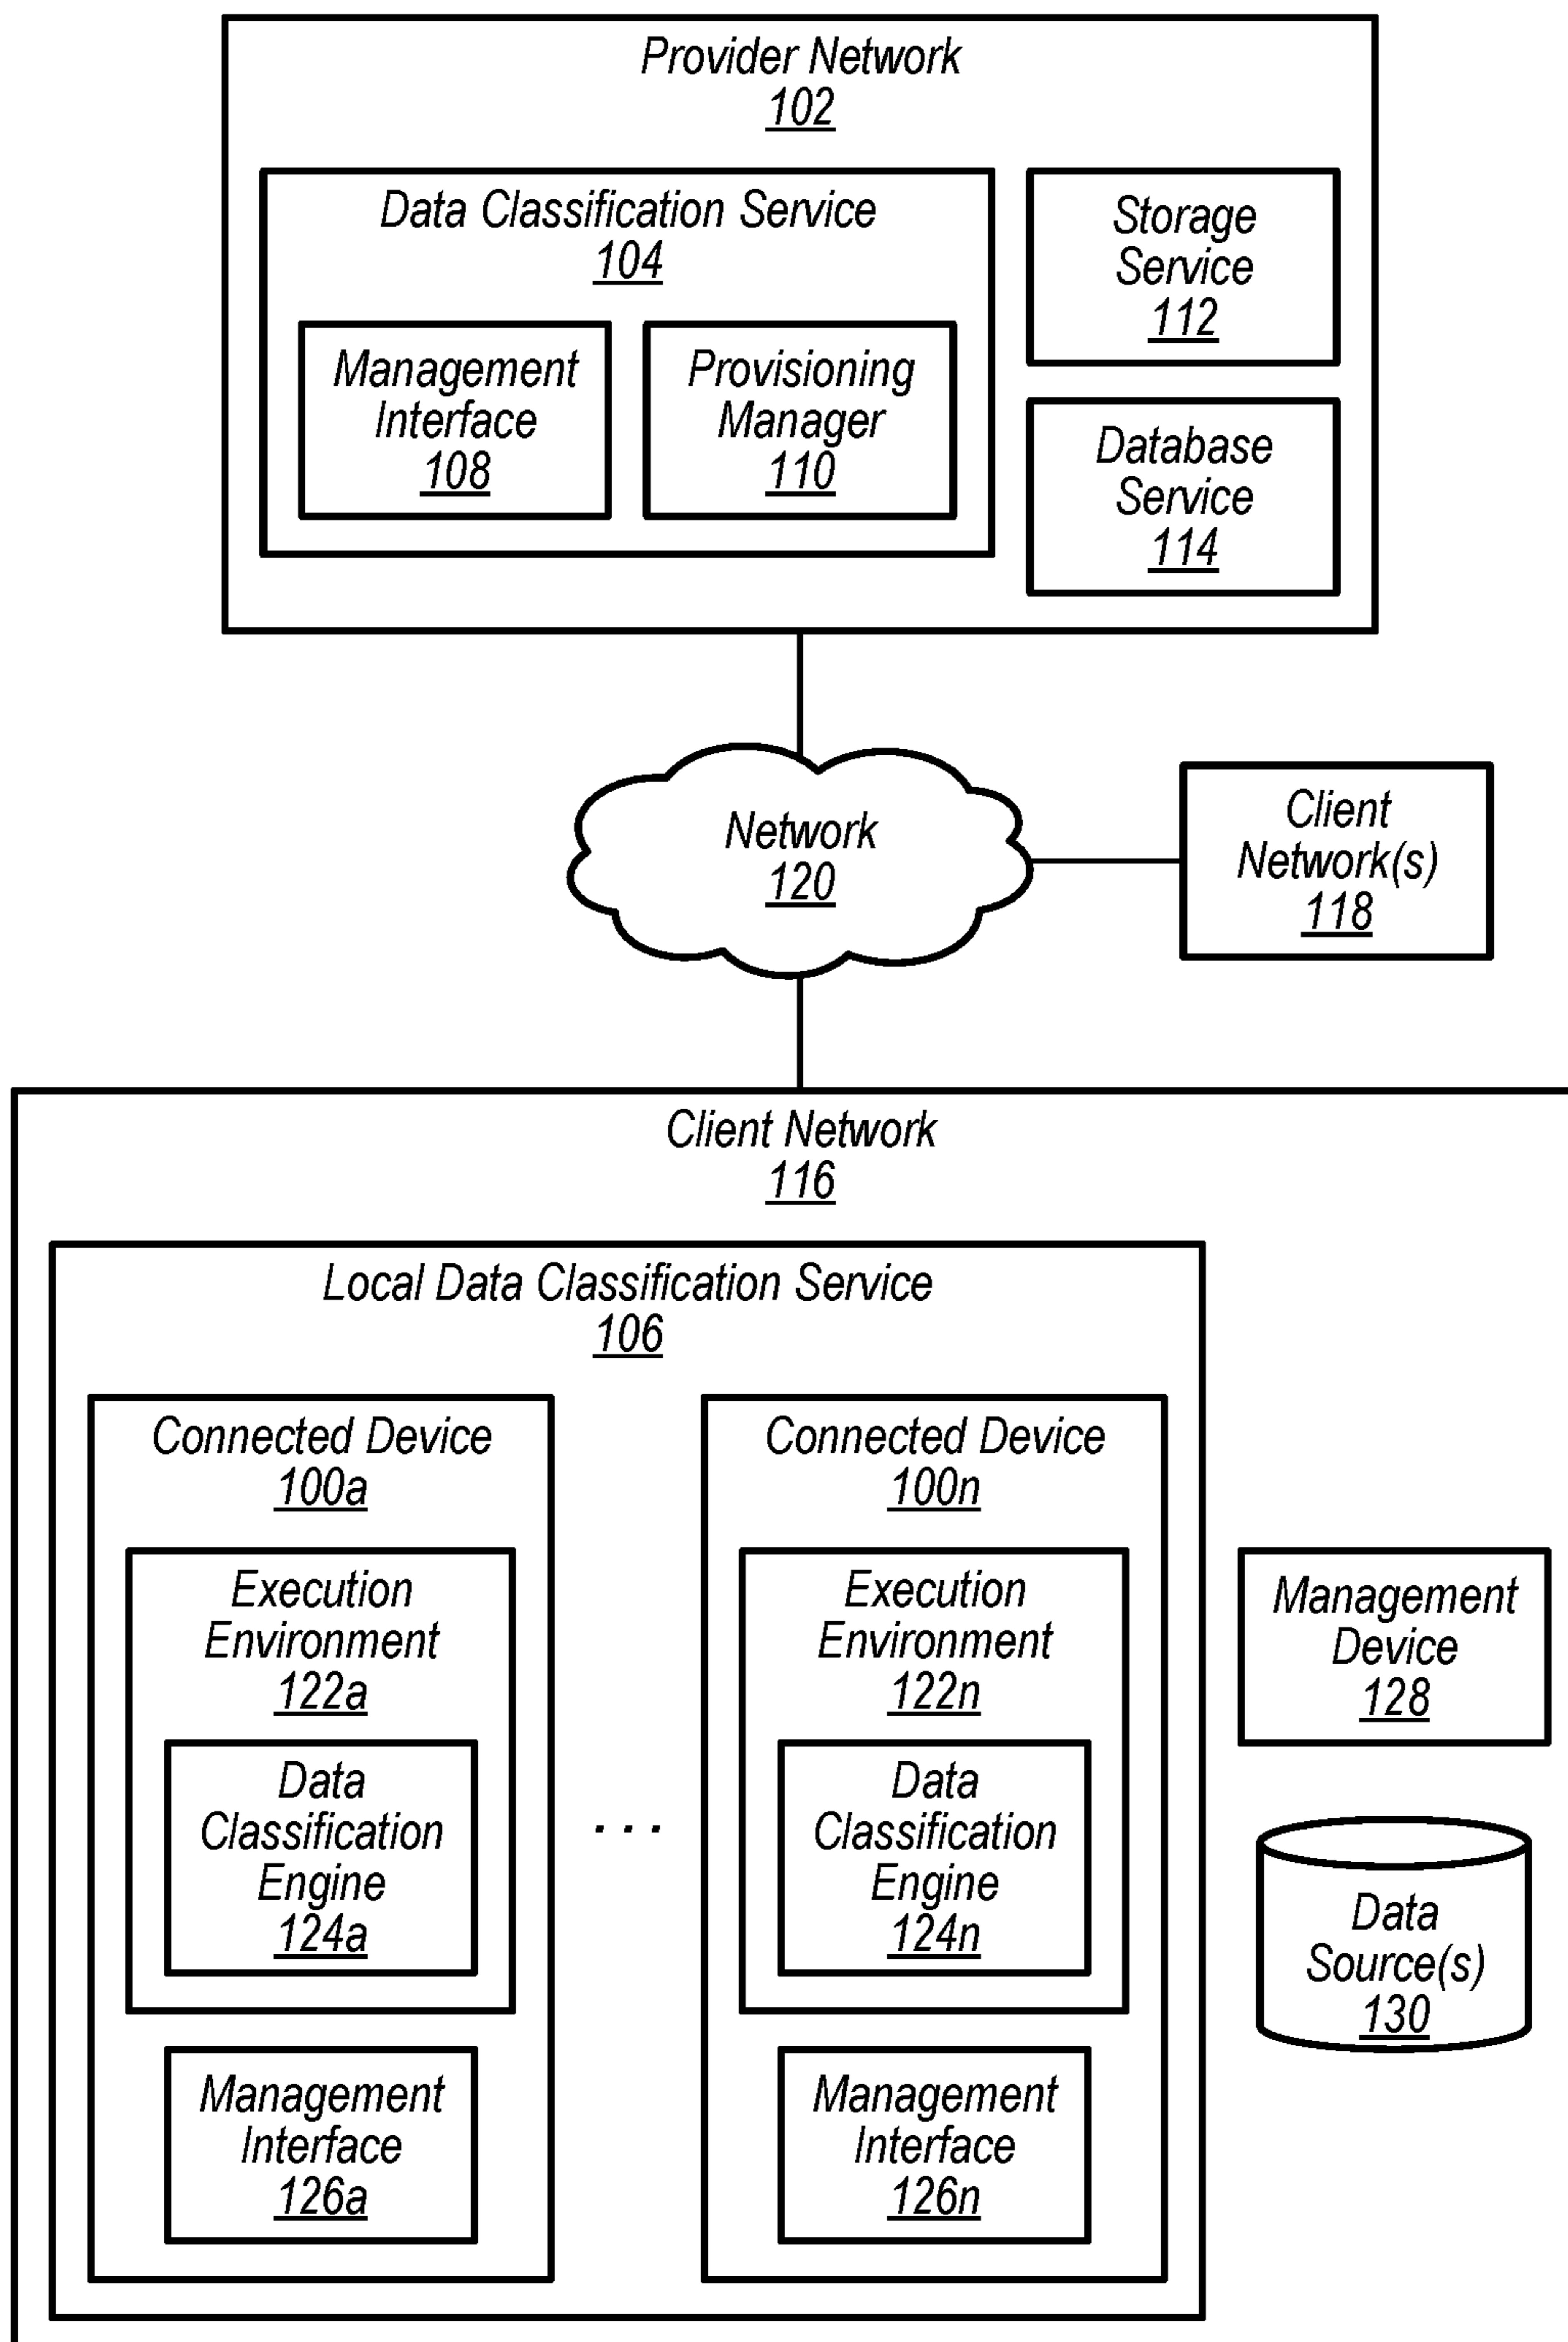 Provider Network
102
Data Classification Service
104
Management
Interface
108
Provisioning
Manager
110
Storage
Service
112
Database
Service
114
Network
120
Client
Network(s)
118
Client Network
116
Local Data Classification Service
106
Connected Device
100a
Execution
Environment
122a
Data
Classification
Engine
124a
Management
Interface
126a
. . .
Connected Device
100n
Execution
Environment
122n
Data
Classification
Engine
124n
Management
Interface
126n
Management
Device
128
Data
Source(s)
130